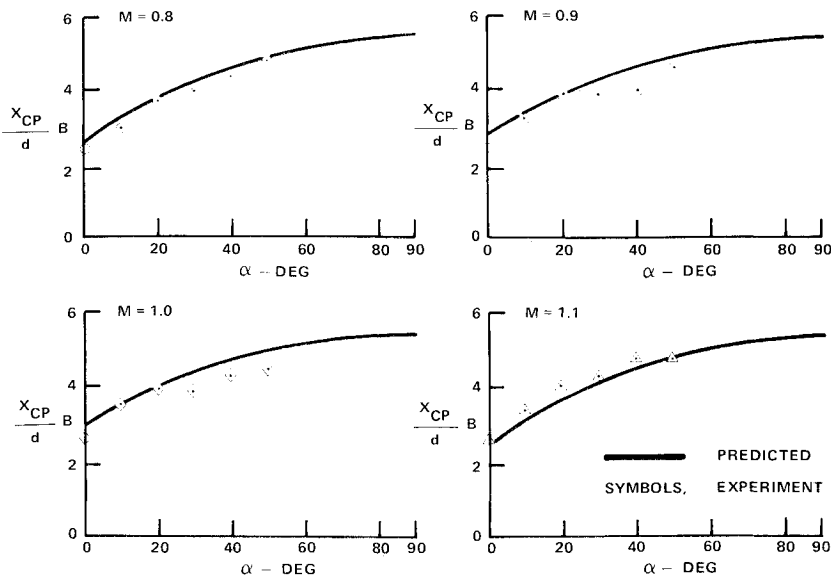 M = 0.8
6
4
2
0
X_CP
d
B
0 20 40 60 80 90
α – DEG
M = 0.9
6
4
2
0
X_CP
d
B
0 20 40 60 80 90
α – DEG
M = 1.0
6
4
2
0
X_CP
d
B
0 20 40 60 80 90
α – DEG
M = 1.1
6
4
2
0
X_CP
d
B
PREDICTED
SYMBOLS, EXPERIMENT
0 20 40 60 80 90
α – DEG